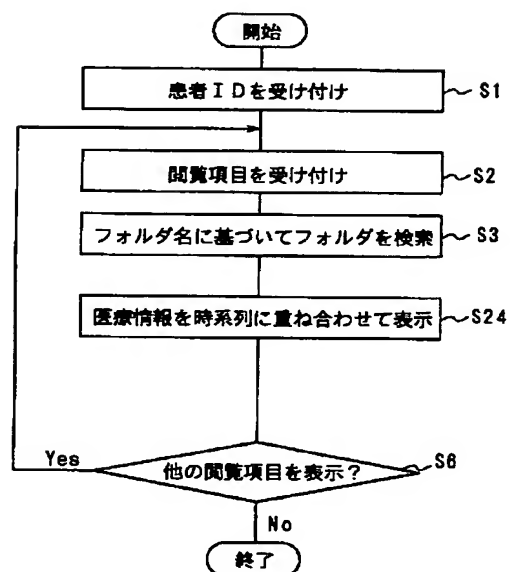 開始
患者IDを受け付け
S1
閲覧項目を受け付け
S2
フォルダ名に基づいてフォルダを検索
S3
医療情報を時系列に重ね合わせて表示
S24
他の閲覧項目を表示?
S6
Yes
No
終了